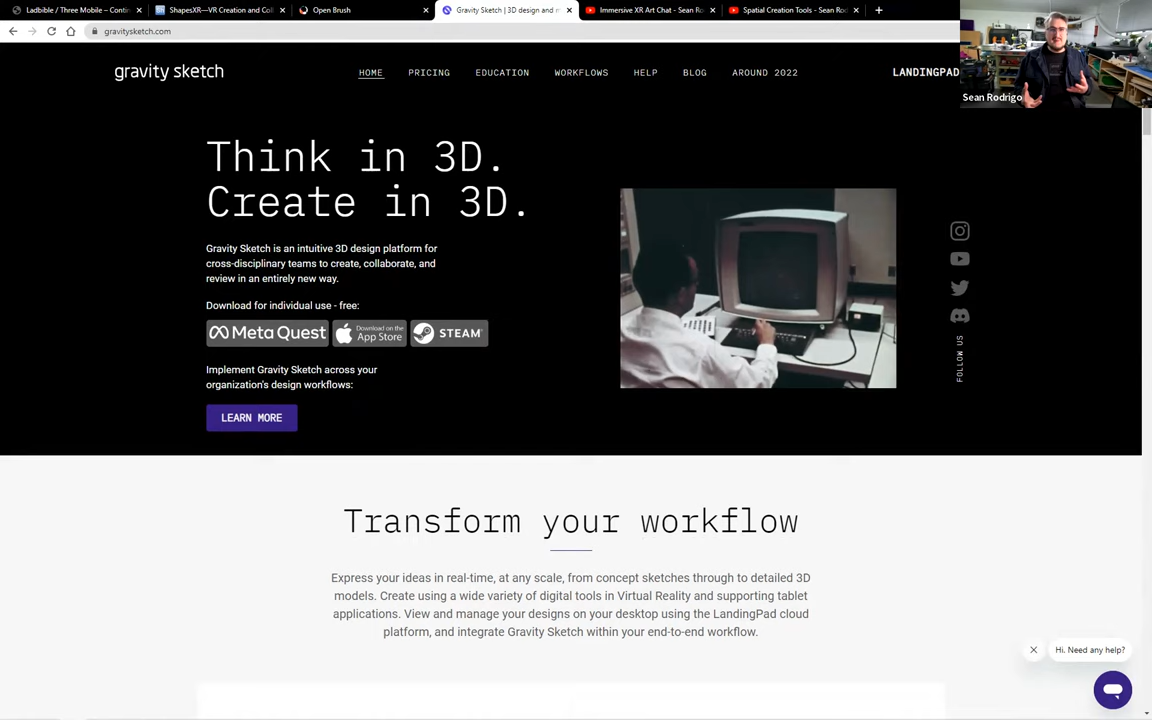 Ladbible / Three Mobile – Contin
ShapesXR—VR Creation and Coll
Open Brush
Gravity Sketch | 3D design and m
Immersive XR Art Chat - Sean Ro
Spatial Creation Tools - Sean Rod
gravitysketch.com
gravity sketch
HOME
PRICING
EDUCATION
WORKFLOWS
HELP
BLOG
AROUND 2022
LANDINGPAD
Sean Rodrigo
Think in 3D.
Create in 3D.
Gravity Sketch is an intuitive 3D design platform for
cross-disciplinary teams to create, collaborate, and
review in an entirely new way.
Download for individual use - free:
Meta Quest
Download on the
App Store
STEAM
Implement Gravity Sketch across your
organization's design workflows:
LEARN MORE
FOLLOW US
Transform your workflow
Express your ideas in real-time, at any scale, from concept sketches through to detailed 3D
models. Create using a wide variety of digital tools in Virtual Reality and supporting tablet
applications. View and manage your designs on your desktop using the LandingPad cloud
platform, and integrate Gravity Sketch within your end-to-end workflow.
Hi. Need any help?